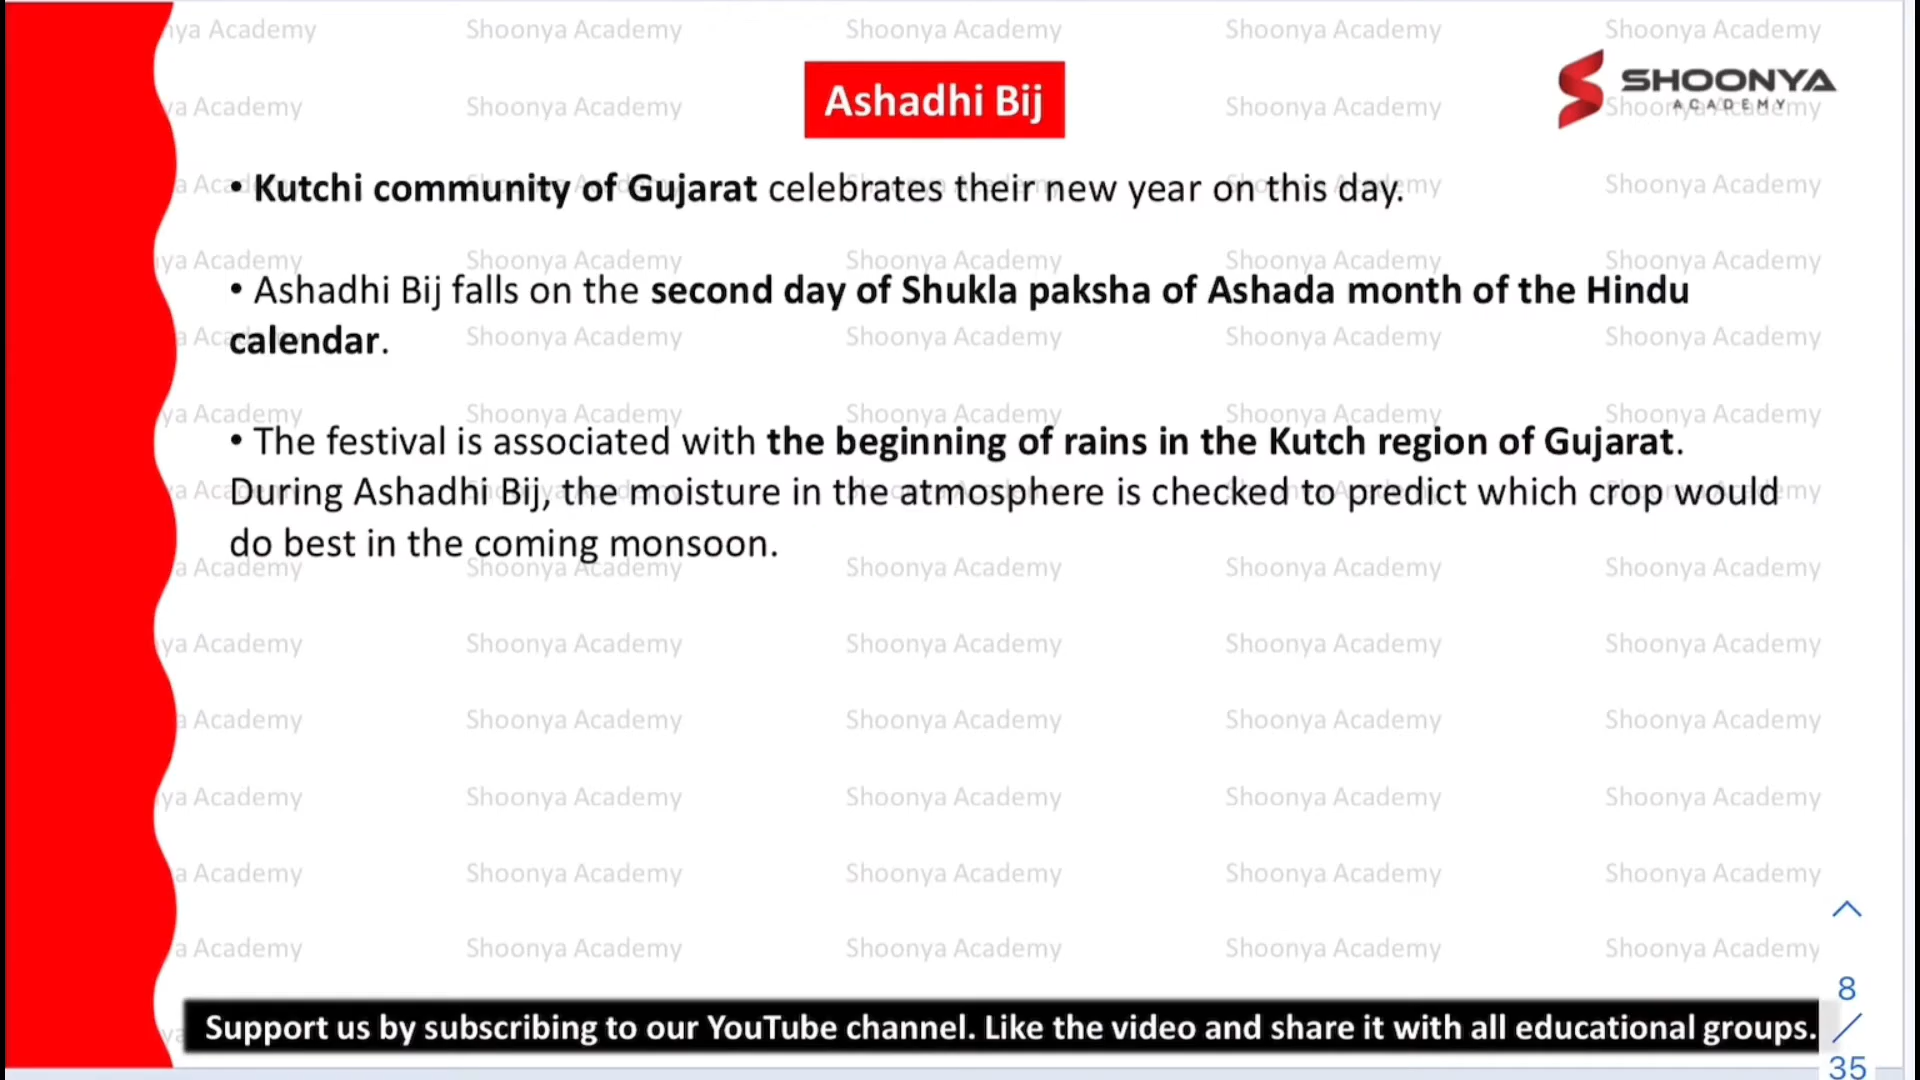 Ashadhi Bij
SHOONYA
ACADEMY
• Kutchi community of Gujarat celebrates their new year on this day.
• Ashadhi Bij falls on the second day of Shukla paksha of Ashada month of the Hindu
calendar.
• The festival is associated with the beginning of rains in the Kutch region of Gujarat.
During Ashadhi Bij, the moisture in the atmosphere is checked to predict which crop would
do best in the coming monsoon.
Shoonya Academy
Support us by subscribing to our YouTube channel. Like the video and share it with all educational groups.
8
/
35